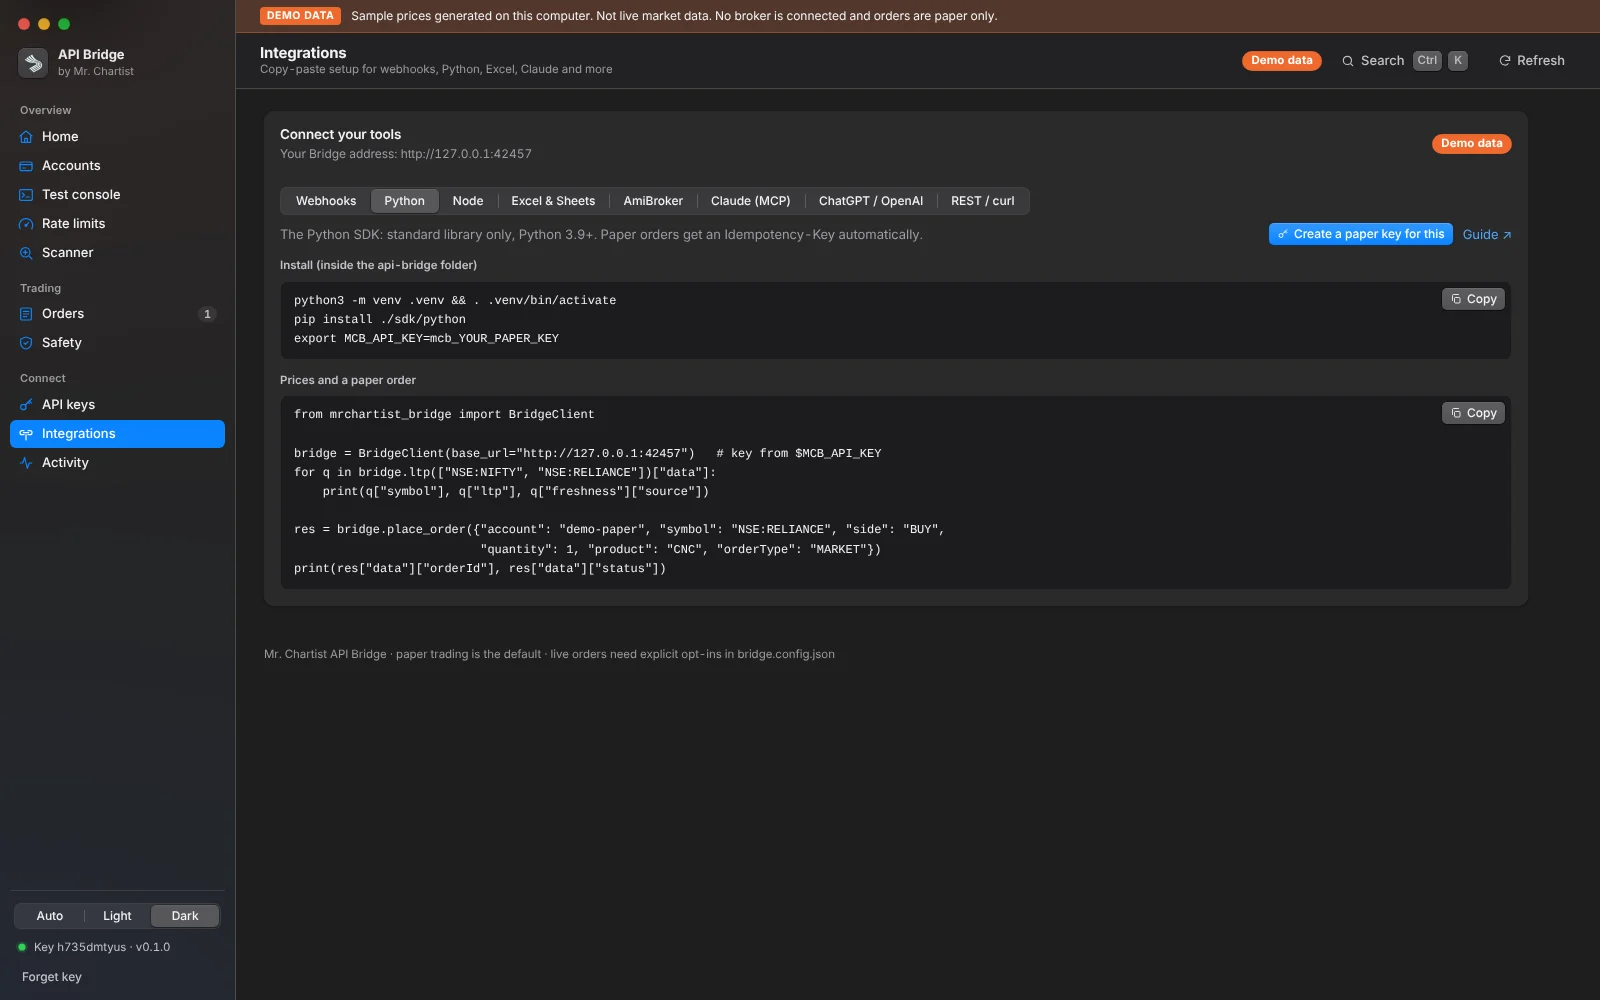 DEMO DATA Sample prices generated on this computer. Not live market data. No broker is connected and orders are paper only.
API Bridge
by Mr. Chartist
Overview
Home
Accounts
Test console
Rate limits
Scanner
Trading
Orders 1
Safety
Connect
API keys
Integrations
Activity
Auto Light Dark
Key h735dmtyus · v0.1.0
Forget key
Integrations
Copy-paste setup for webhooks, Python, Excel, Claude and more
Demo data Search Ctrl K Refresh
Connect your tools
Your Bridge address: http://127.0.0.1:42457
Demo data
Webhooks Python Node Excel & Sheets AmiBroker Claude (MCP) ChatGPT / OpenAI REST / curl
The Python SDK: standard library only, Python 3.9+. Paper orders get an Idempotency-Key automatically.
Create a paper key for this Guide ↗
Install (inside the api-bridge folder)
python3 -m venv .venv && . .venv/bin/activate
pip install ./sdk/python
export MCB_API_KEY=mcb_YOUR_PAPER_KEY
Copy
Prices and a paper order
from mrchartist_bridge import BridgeClient
Copy
bridge = BridgeClient(base_url="http://127.0.0.1:42457")   # key from $MCB_API_KEY
for q in bridge.ltp(["NSE:NIFTY", "NSE:RELIANCE"])["data"]:
    print(q["symbol"], q["ltp"], q["freshness"]["source"])
res = bridge.place_order({"account": "demo-paper", "symbol": "NSE:RELIANCE", "side": "BUY",
                          "quantity": 1, "product": "CNC", "orderType": "MARKET"})
print(res["data"]["orderId"], res["data"]["status"])
Mr. Chartist API Bridge · paper trading is the default · live orders need explicit opt-ins in bridge.config.json